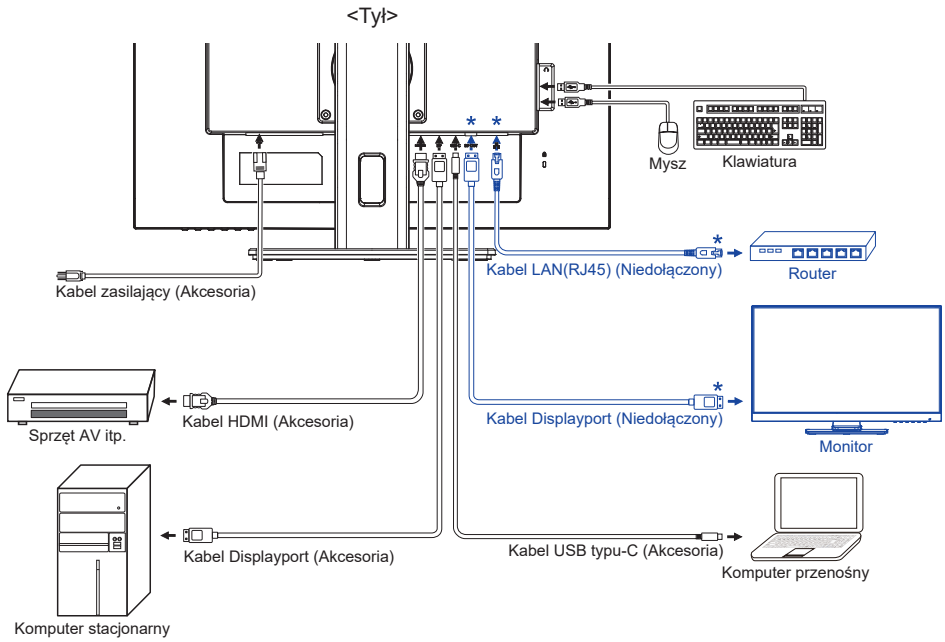 <Tył>
* *
Mysz
Klawiatura
*
Kabel LAN(RJ45) (Niedołączony)
Router
Kabel zasilający (Akcesoria)
*
Kabel HDMI (Akcesoria)
Kabel Displayport (Niedołączony)
Sprzęt AV itp.
Monitor
Kabel Displayport (Akcesoria)
Kabel USB typu-C (Akcesoria)
Komputer przenośny
Komputer stacjonarny